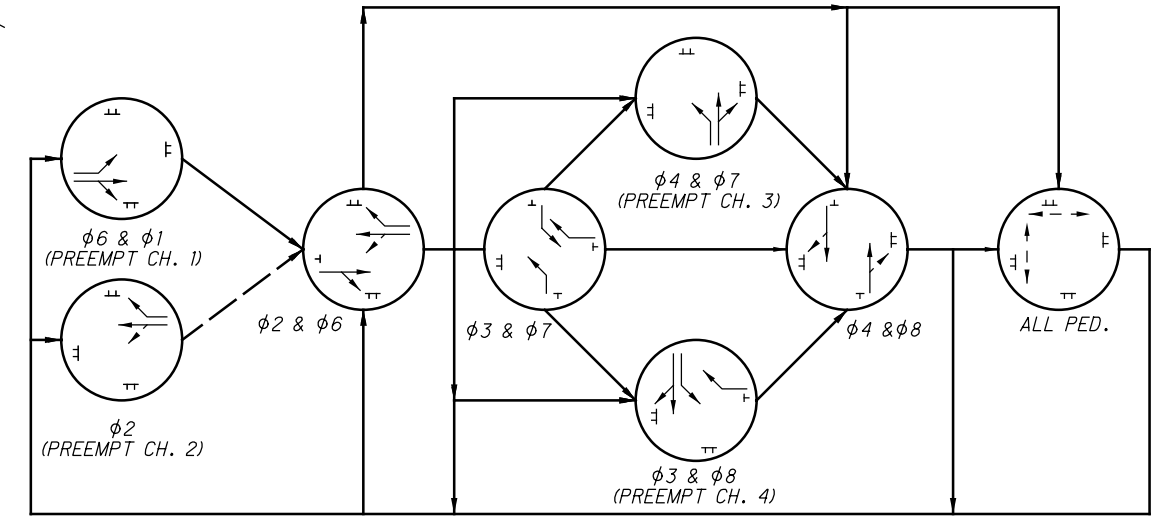 ϕ6 & ϕ1
(PREEMPT CH. 1)
ϕ2
(PREEMPT CH. 2)
ϕ2 & ϕ6
ϕ3 & ϕ7
ϕ4 & ϕ7
(PREEMPT CH. 3)
ϕ3 & ϕ8
(PREEMPT CH. 4)
ϕ4 &ϕ8
ALL PED.